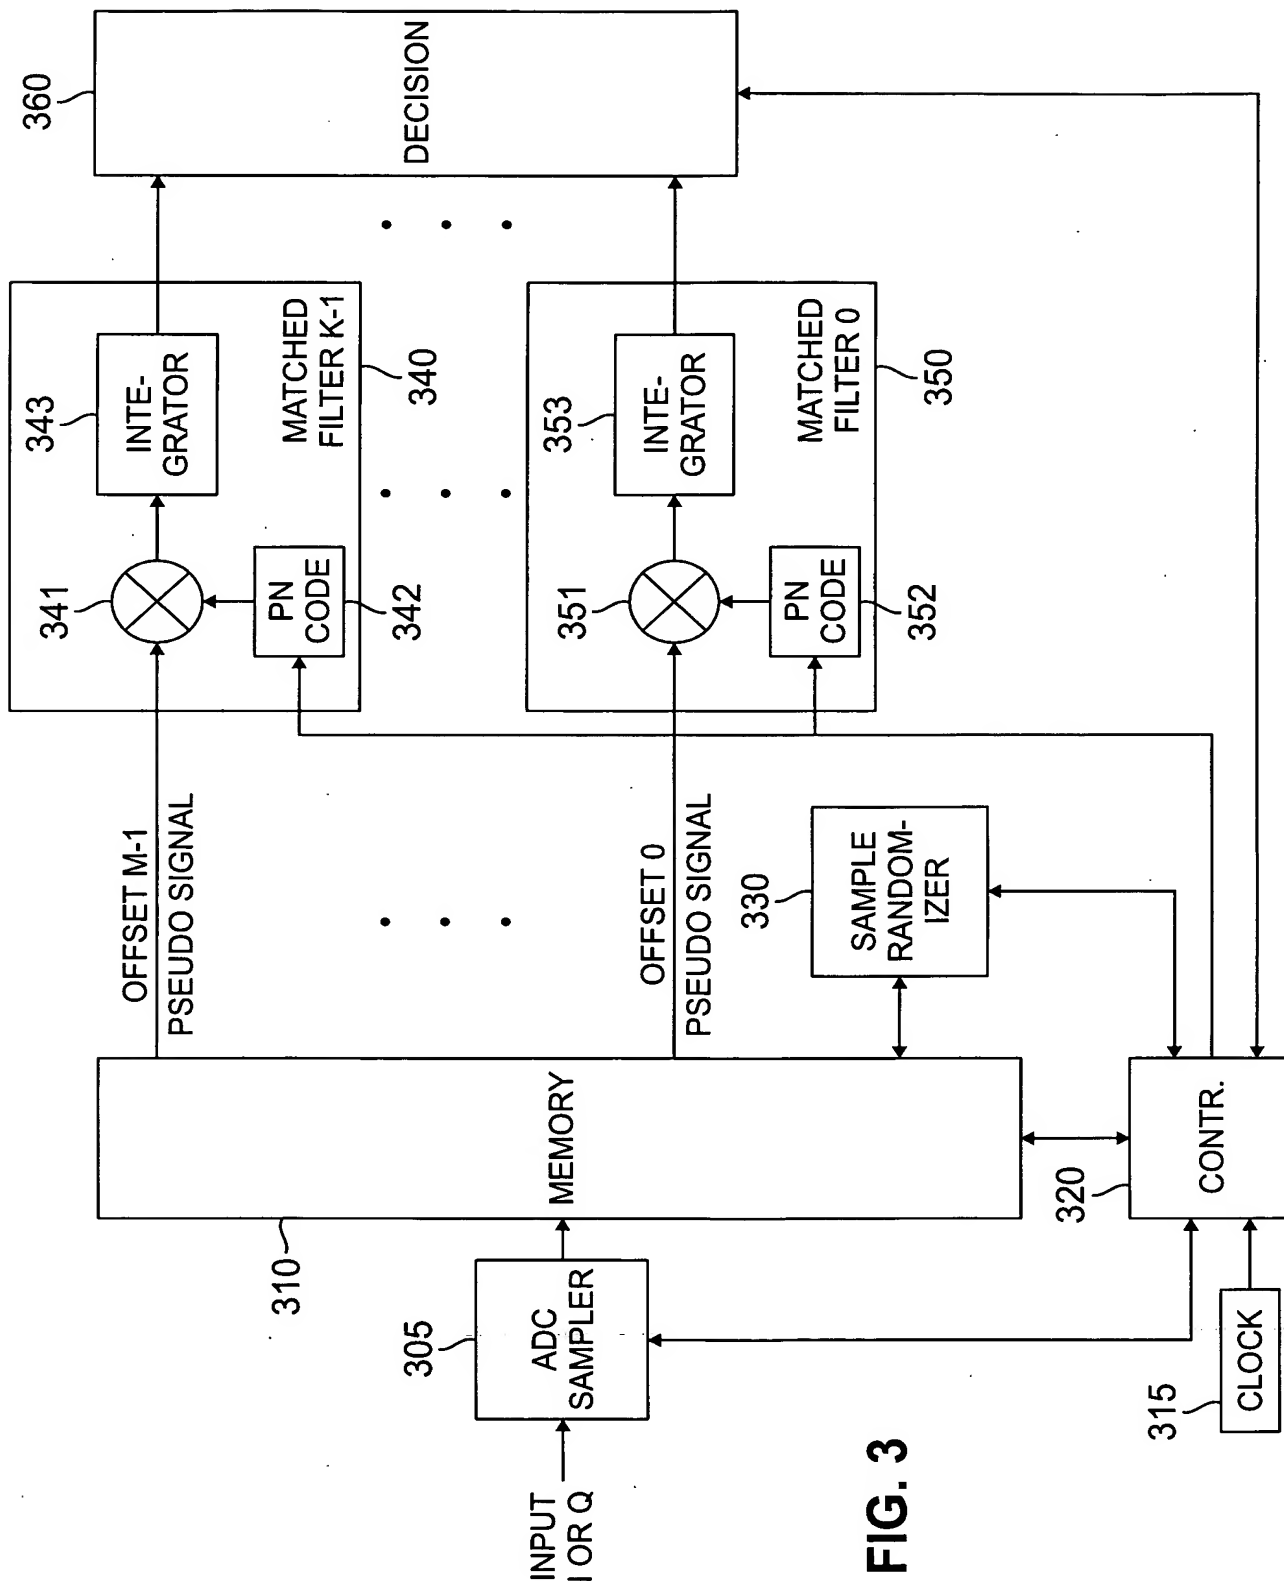 INPUT
I OR Q
305
ADC
SAMPLER
310
MEMORY
315
CLOCK
320
CONTR.
330
SAMPLE
RANDOM-
IZER
OFFSET M-1
PSEUDO SIGNAL
OFFSET 0
PSEUDO SIGNAL
341
343
INTE-
GRATOR
PN
CODE
342
MATCHED
FILTER K-1
340
351
353
INTE-
GRATOR
PN
CODE
352
MATCHED
FILTER 0
350
360
DECISION
FIG. 3